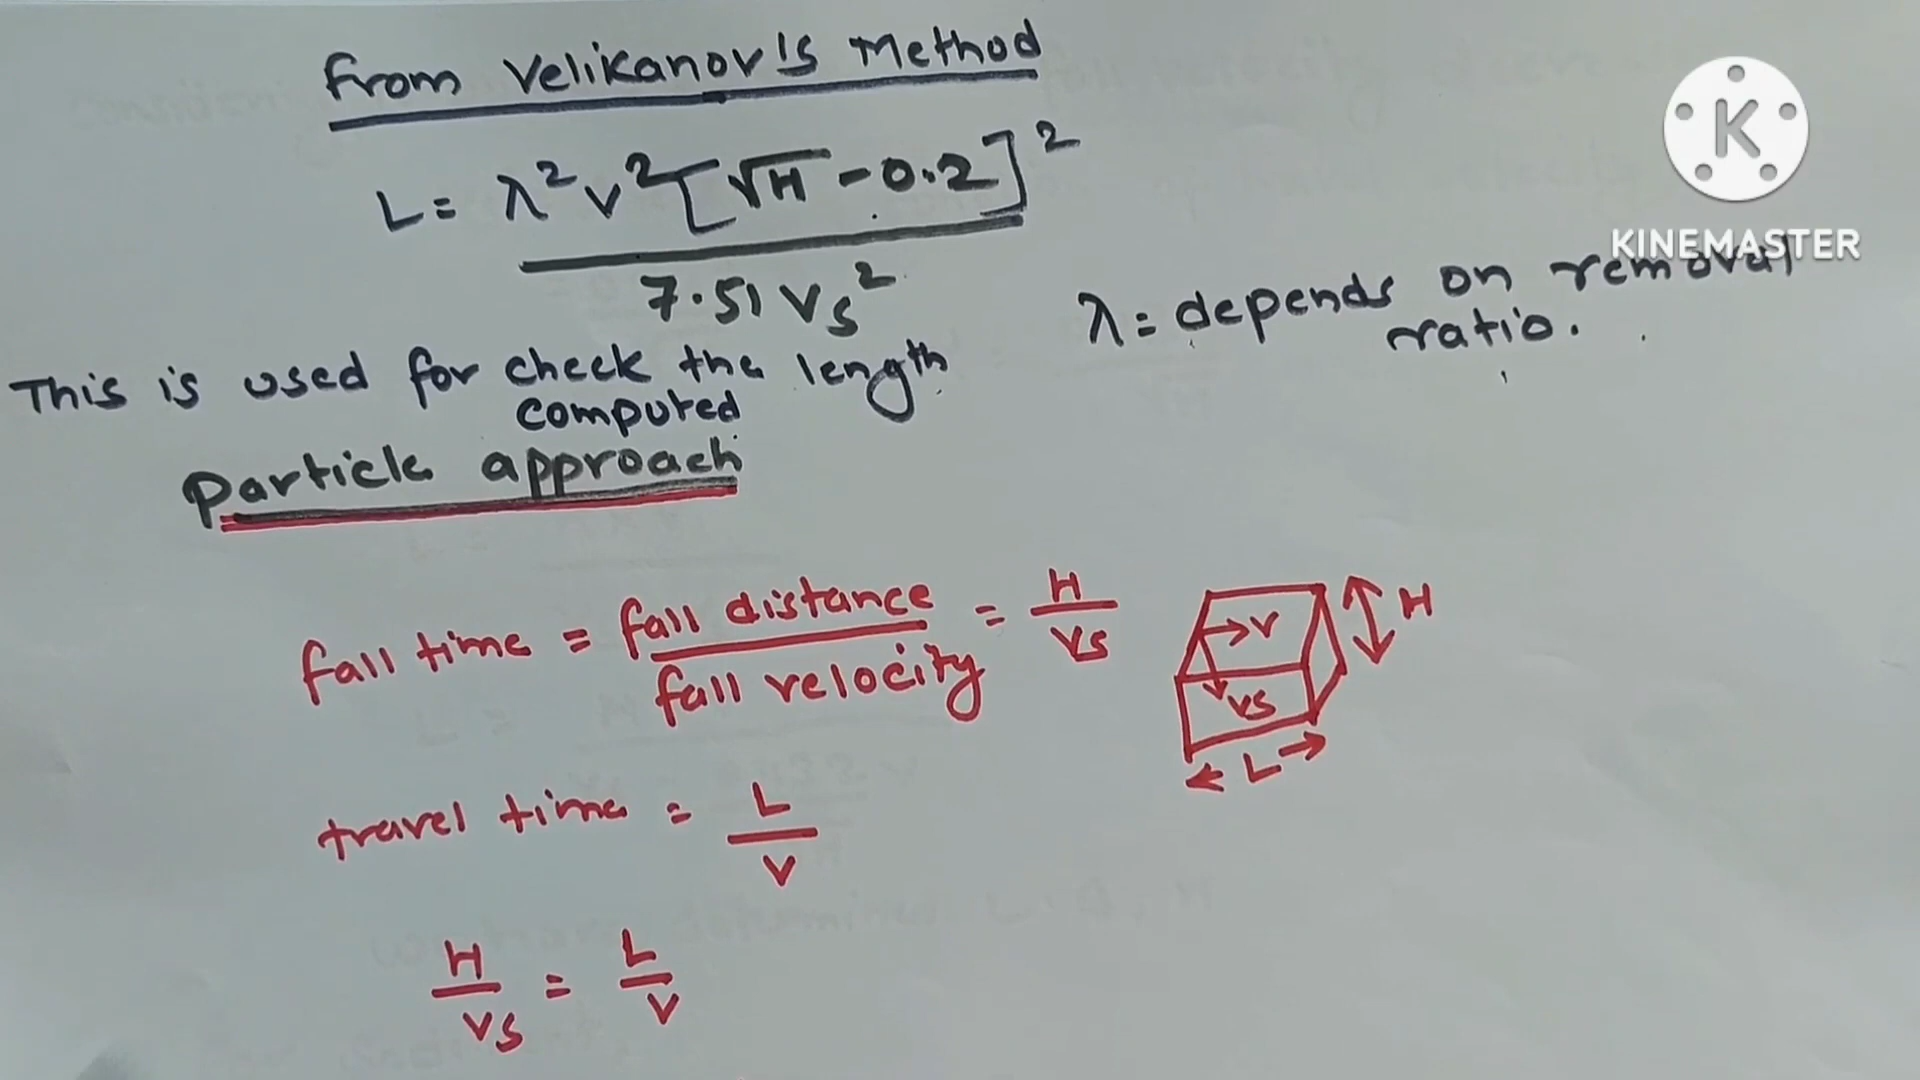 From Velikanov's Method
L = λ²v²[√H - 0.2]²
7.51 Vs²
λ = depends on removal
ratio.
This is used for check the length
computed
Particle approach
fall time = fall distance / fall velocity = H / Vs
travel time = L / V
H / Vs = L / V
→ V
Vs
H
← L →
K
KINEMASTER